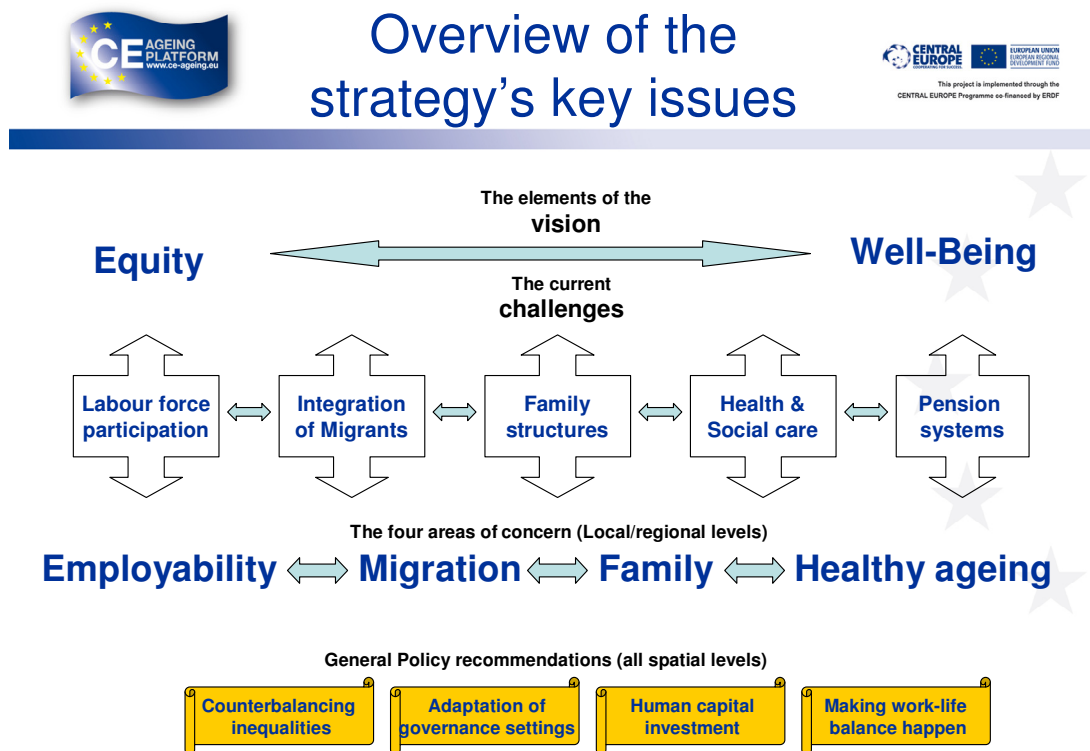 CE AGEING
PLATFORM
www.ce-ageing.eu
Overview of the
strategy's key issues
CENTRAL
EUROPE
COOPERATING FOR SUCCESS.
EUROPEAN UNION
EUROPEAN REGIONAL
DEVELOPMENT FUND
This project is implemented through the
CENTRAL EUROPE Programme co-financed by ERDF
The elements of the
vision
Equity
Well-Being
The current
challenges
Labour force
participation
Integration
of Migrants
Family
structures
Health &
Social care
Pension
systems
The four areas of concern (Local/regional levels)
Employability Migration Family Healthy ageing
General Policy recommendations (all spatial levels)
Counterbalancing
inequalities
Adaptation of
governance settings
Human capital
investment
Making work-life
balance happen